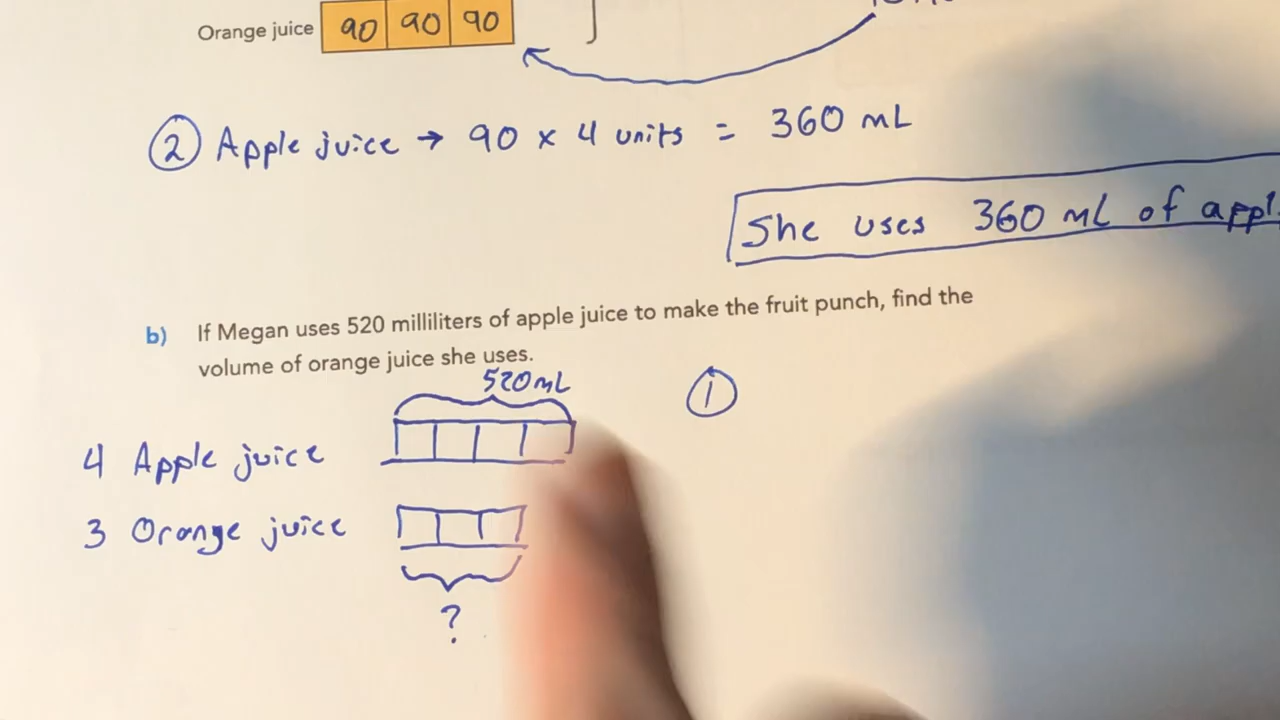 Orange juice 90 90 90
② Apple juice → 90 x 4 units = 360 mL
She uses 360 mL of appl
b) If Megan uses 520 milliliters of apple juice to make the fruit punch, find the
volume of orange juice she uses.
520mL
①
4 Apple juice
3 Orange juice
?